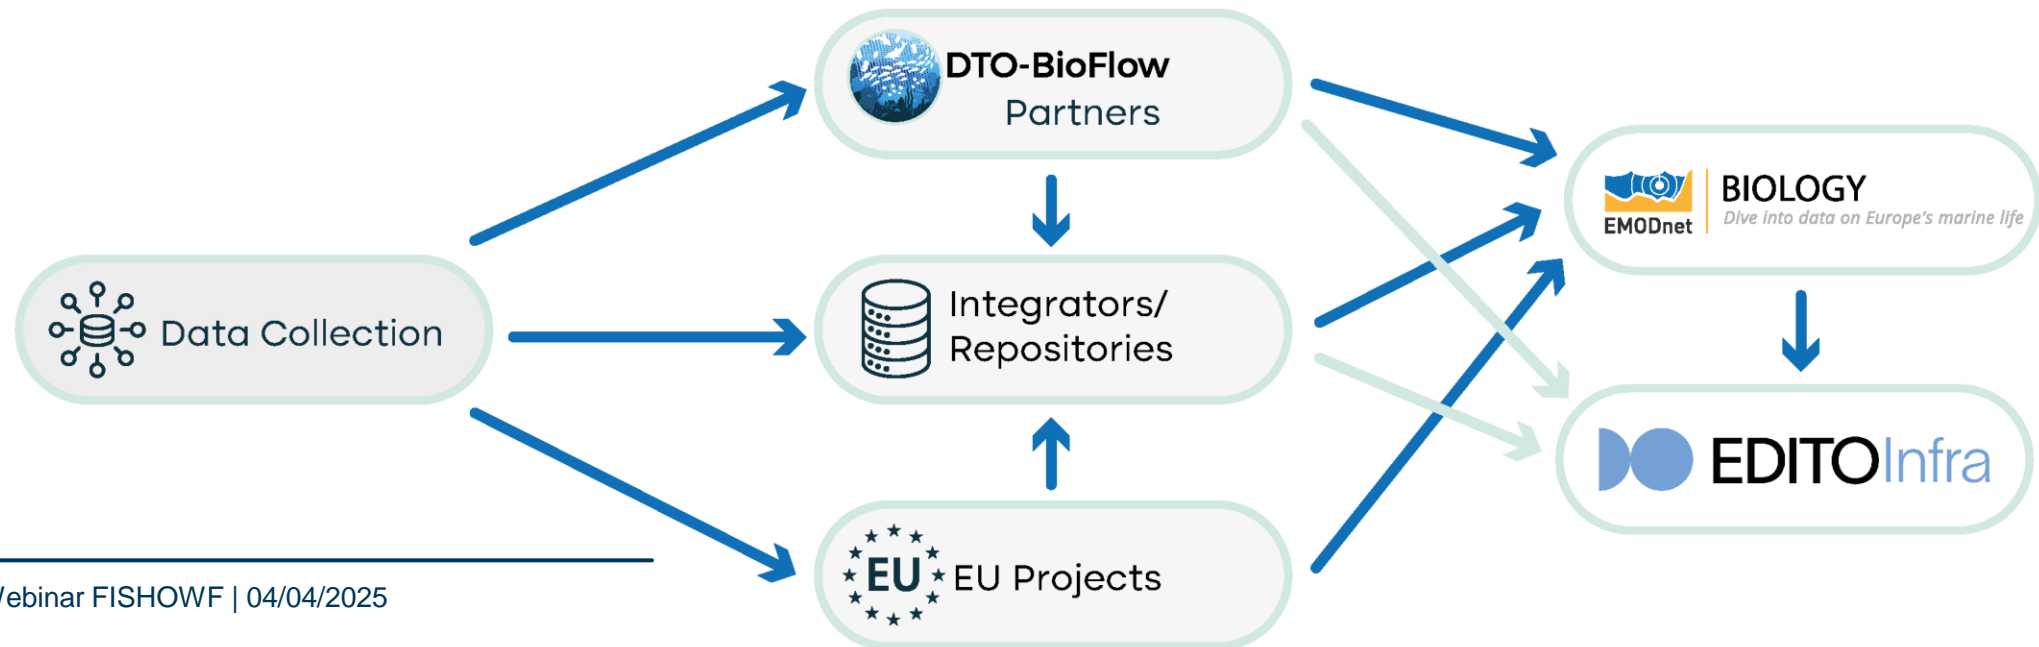 DTO-BioFlow
Partners
Data Collection
Integrators/
Repositories
EU
EU Projects
EMODnet
BIOLOGY
Dive into data on Europe's marine life
EDITOInfra
Webinar FISHOWF | 04/04/2025